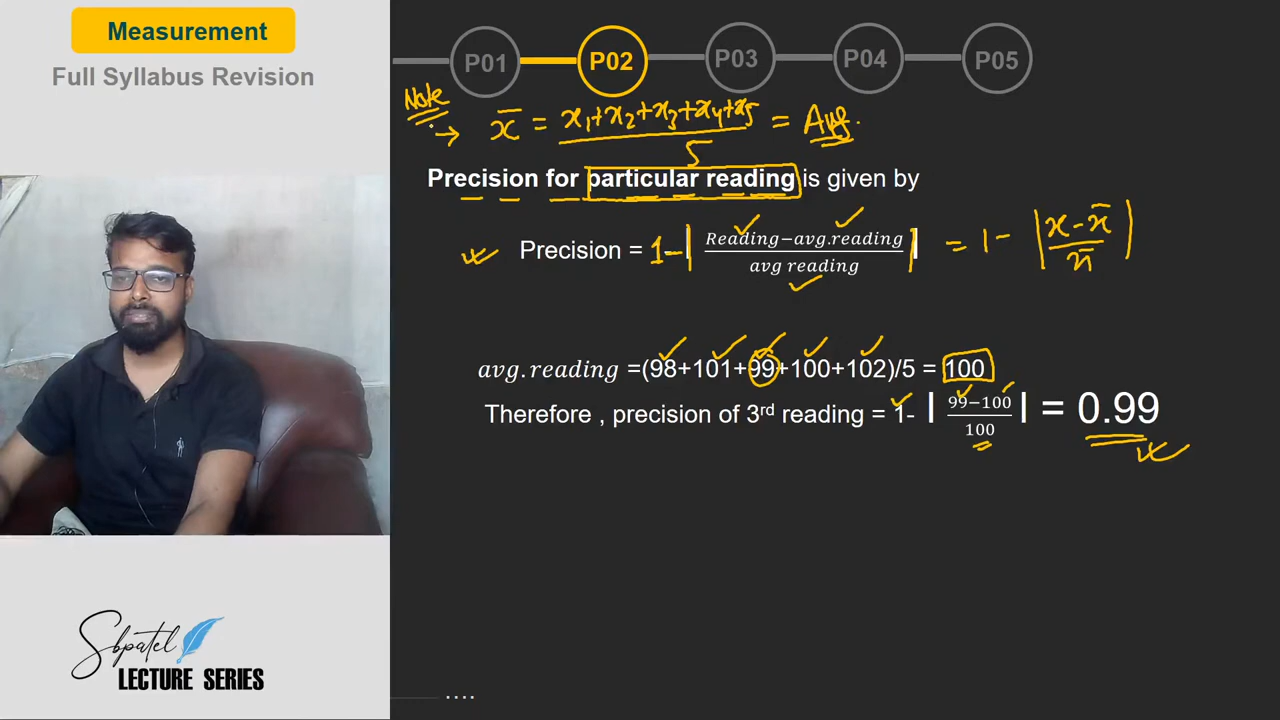 Measurement
Full Syllabus Revision
P01 P02 P03 P04 P05
Note
→ x̄ = x₁+x₂+x₃+x₄+x₅ / 5 = Avg.
Precision for particular reading is given by
Precision = 1-| Reading−avg.reading / avg reading | = 1 - | x-x̄ / x̄ |
avg.reading =(98+101+99+100+102)/5 = 100
Therefore , precision of 3rd reading = 1- | 99−100 / 100 | = 0.99
Sbpatel
LECTURE SERIES
....